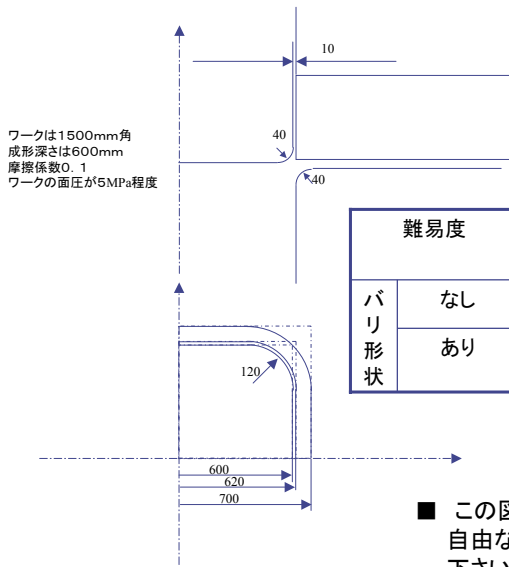 10
ワークは1500mm角
成形深さは600mm
摩擦係数0.1
ワークの面圧が5MPa程度
40
40
難易度
バリ形状
なし
あり
120
600
620
700
■ この図
自由な
下さい